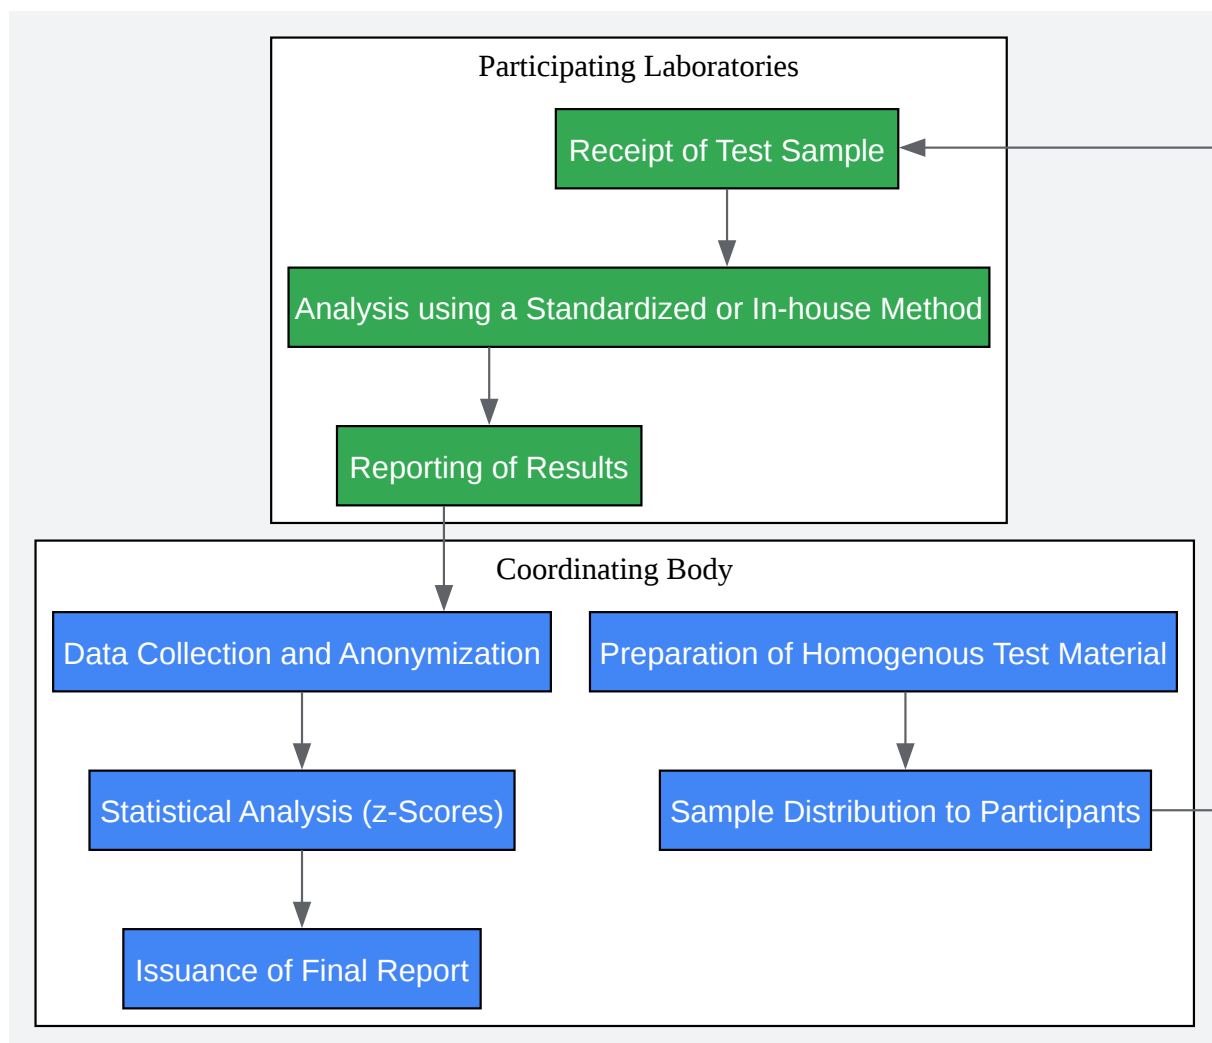 Participating Laboratories
Receipt of Test Sample
Analysis using a Standardized or In-house Method
Reporting of Results
Coordinating Body
Data Collection and Anonymization
Preparation of Homogenous Test Material
Statistical Analysis (z-Scores)
Sample Distribution to Participants
Issuance of Final Report